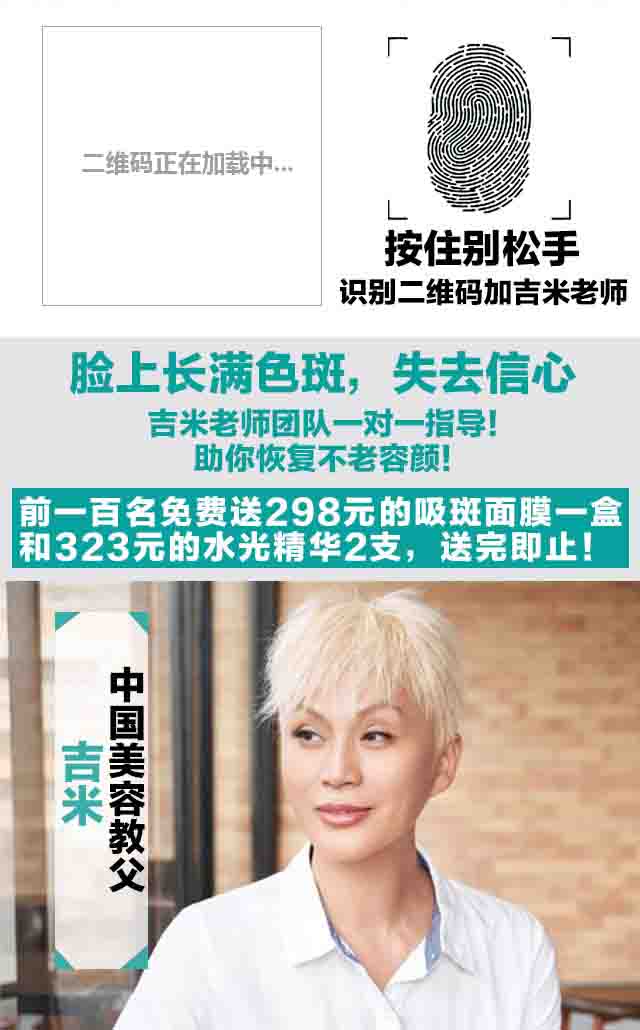 二维码正在加载中...
按住别松手
识别二维码加吉米老师
脸上长满色斑，失去信心
吉米老师团队一对一指导!
助你恢复不老容颜!
前一百名免费送298元的吸斑面膜一盒
和323元的水光精华2支，送完即止！
中国美容教父
吉米